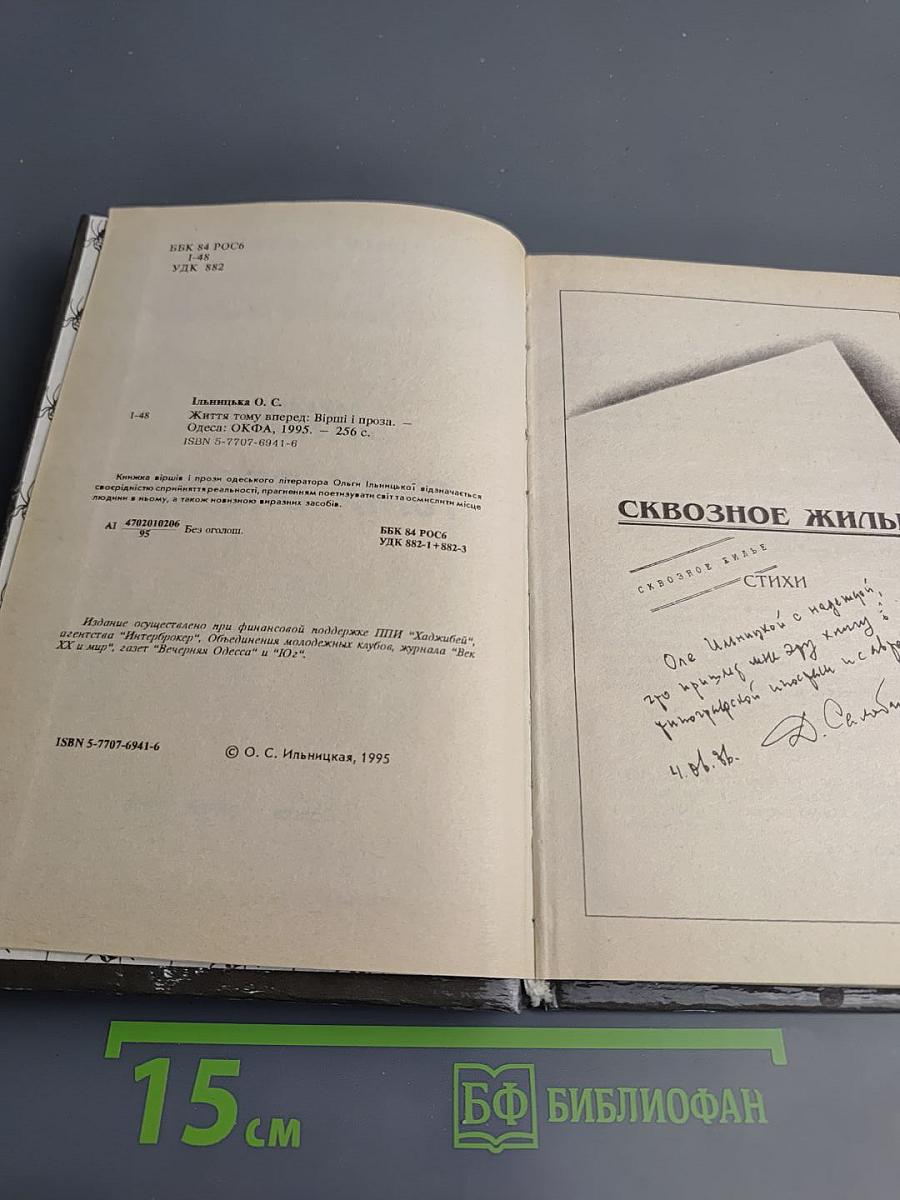 ББК 84 РОС6
І-48
УДК 882
Ільницька О. С.
І-48 Життя тому вперед: Вірші і проза. —
Одеса: ОКФА, 1995. — 256 с.
ISBN 5-7707-6941-6
Книжка віршів і прози одеського літератора Ольги Ільницької відзначається
своєрідністю сприйняття реальності, прагненням поетизувати світ та осмислити місце
людини в ньому, а також новизною виразних засобів.
АІ 4702010206
95 Без оголош.
ББК 84 РОС6
УДК 882-1+882-3
Издание осуществлено при финансовой поддержке ППИ "Хаджибей",
агентства "Интерброкер", Объединения молодежных клубов, журнала "Век
XX и мир", газет "Вечерняя Одесса" и "Юг".
ISBN 5-7707-6941-6
© О. С. Ильницкая, 1995
СКВОЗНОЕ ЖИЛЬ
СКВОЗНОЕ ЖИЛЬЕ
СТИХИ
Оле Ильницкой с надеждой,
что мне эту книгу
и с
Д.
15 см
БФ БИБЛИОФАН